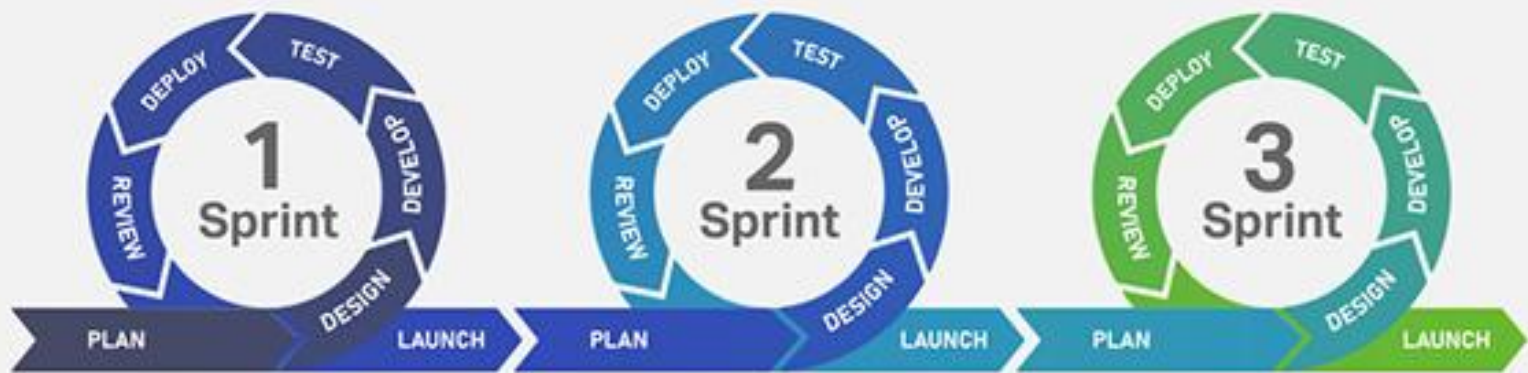 1
Sprint
PLAN
DESIGN
DEVELOP
TEST
DEPLOY
REVIEW
LAUNCH
2
Sprint
PLAN
DESIGN
DEVELOP
TEST
DEPLOY
REVIEW
LAUNCH
3
Sprint
PLAN
DESIGN
DEVELOP
TEST
DEPLOY
REVIEW
LAUNCH